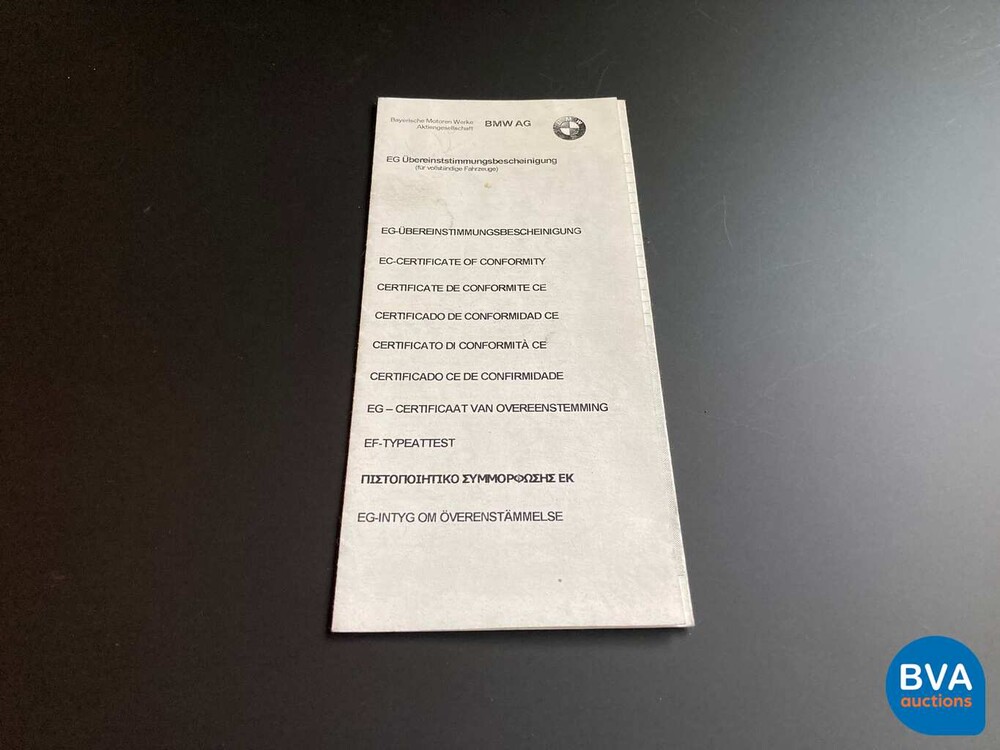 Bayerische Motoren Werke
Aktiengesellschaft
BMW AG
EG Übereinststimmungsbescheinigung
(für vollständige Fahrzeuge)
EG-ÜBEREINSTIMMUNGSBESCHEINIGUNG
EC-CERTIFICATE OF CONFORMITY
CERTIFICATE DE CONFORMITE CE
CERTIFICADO DE CONFORMIDAD CE
CERTIFICATO DI CONFORMITÀ CE
CERTIFICADO CE DE CONFIRMIDADE
EG – CERTIFICAAT VAN OVEREENSTEMMING
EF-TYPEATTEST
ΠΙΣΤΟΠΟΙΗΤΙΚΟ ΣΥΜΜΟΡΦΩΣΗΣ ΕΚ
EG-INTYG OM ÖVERENSTÄMMELSE
BVA
auctions